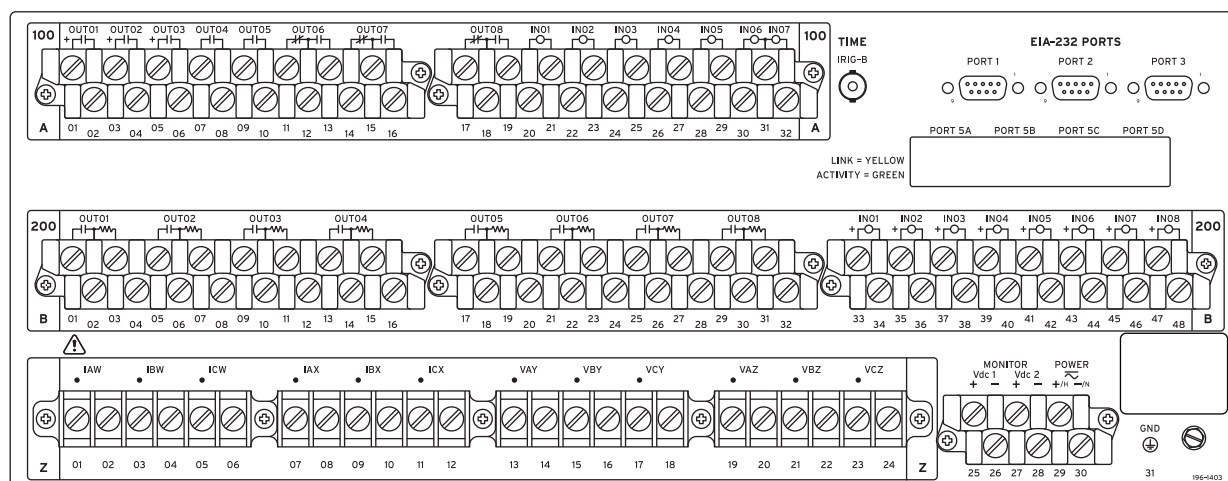 100 + OUT01 + OUT02 + OUT03 OUT04 OUT05 OUT06 OUT07 OUT08 IN01 IN02 IN03 IN04 IN05 IN06 IN07 100
TIME
IRIG-B
EIA-232 PORTS
PORT 1 PORT 2 PORT 3
9 1 9 1 9 1
A 01 02 03 04 05 06 07 08 09 10 11 12 13 14 15 16 17 18 19 20 21 22 23 24 25 26 27 28 29 30 31 32 A
PORT 5A PORT 5B PORT 5C PORT 5D
LINK = YELLOW
ACTIVITY = GREEN
200 OUT01 OUT02 OUT03 OUT04 OUT05 OUT06 OUT07 OUT08 IN01 IN02 IN03 IN04 IN05 IN06 IN07 IN08 200
+ + + + + + + +
B 01 02 03 04 05 06 07 08 09 10 11 12 13 14 15 16 17 18 19 20 21 22 23 24 25 26 27 28 29 30 31 32 33 34 35 36 37 38 39 40 41 42 43 44 45 46 47 48 B
IAW IBW ICW IAX IBX ICX VAY VBY VCY VAZ VBZ VCZ
MONITOR POWER
Vdc 1 Vdc 2
+ − + − +/H −/N
GND
Z 01 02 03 04 05 06 07 08 09 10 11 12 13 14 15 16 17 18 19 20 21 22 23 24 Z
25 26 27 28 29 30 31
196-1403